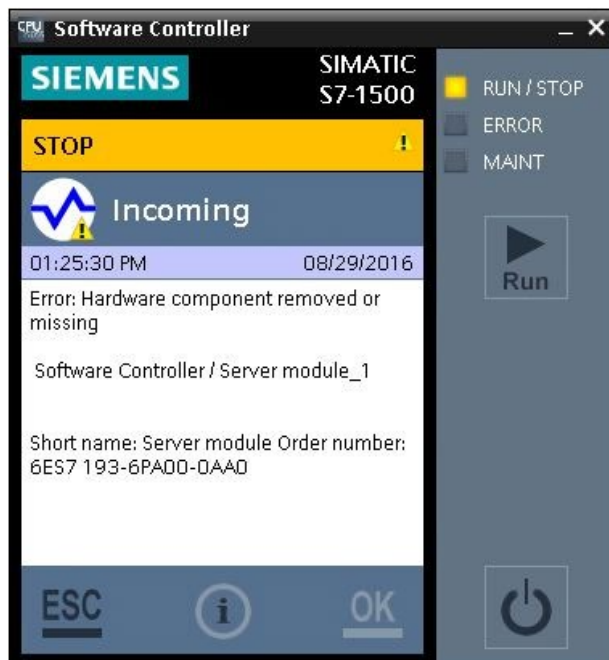 CPU Software Controller
SIEMENS
SIMATIC
S7-1500
STOP
Incoming
01:25:30 PM 08/29/2016
Error: Hardware component removed or
missing
Software Controller / Server module_1
Short name: Server module Order number:
6ES7 193-6PA00-0AA0
ESC
i
OK
RUN / STOP
ERROR
MAINT
Run